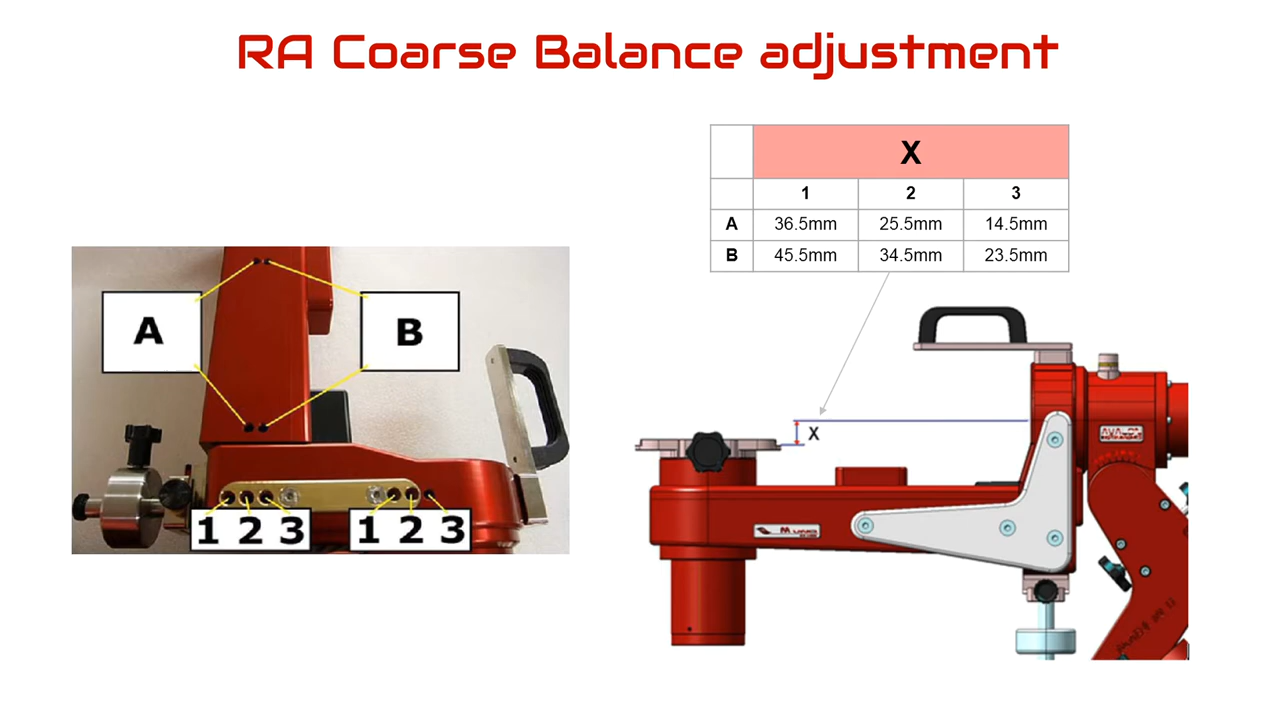 RA Coarse Balance adjustment
X
1 2 3
A 36.5mm 25.5mm 14.5mm
B 45.5mm 34.5mm 23.5mm
A B
1 2 3 1 2 3
X
AVALON
M